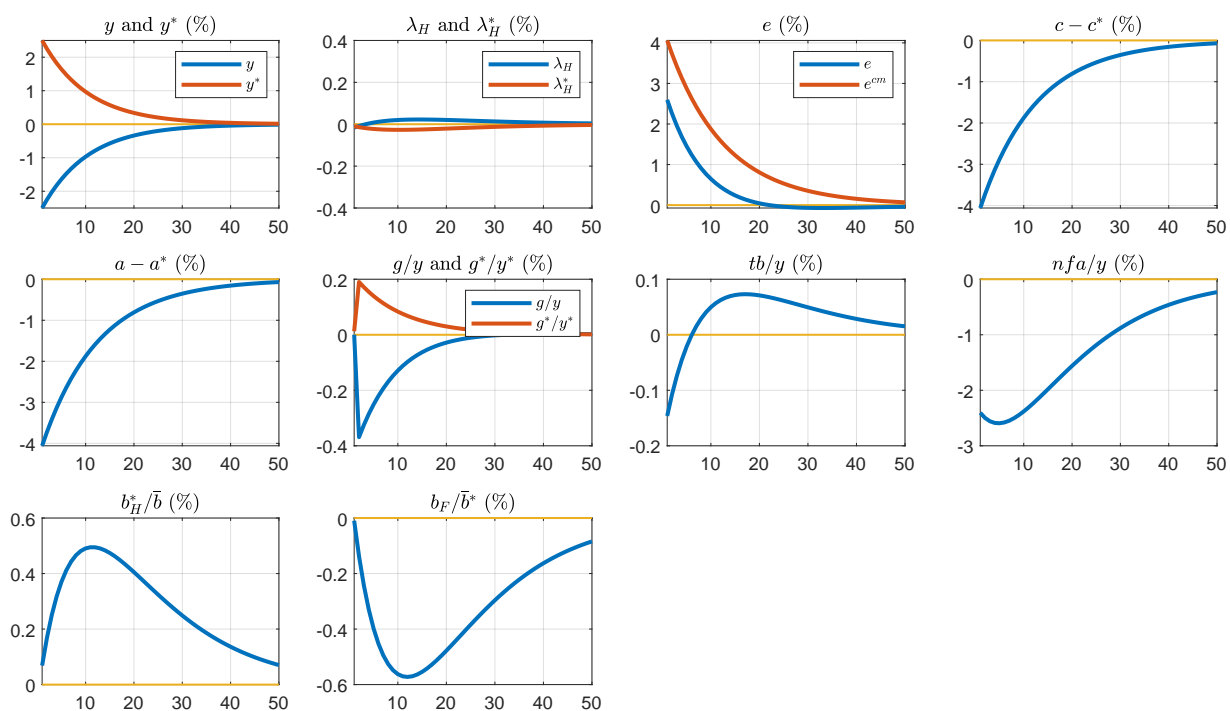 y and y* (%)
2
1
0
-1
-2
10 20 30 40 50
y
y*
λ_H and λ*_H (%)
0.4
0.2
0
-0.2
-0.4
10 20 30 40 50
λ_H
λ*_H
e (%)
4
3
2
1
0
10 20 30 40 50
e
e^{cm}
c − c* (%)
0
-1
-2
-3
-4
10 20 30 40 50
a − a* (%)
0
-1
-2
-3
-4
10 20 30 40 50
g/y and g*/y* (%)
0.2
0
-0.2
-0.4
10 20 30 40 50
g/y
g*/y*
tb/y (%)
0.1
0
-0.1
-0.2
10 20 30 40 50
nfa/y (%)
0
-1
-2
-3
10 20 30 40 50
b*_H/b̄ (%)
0.6
0.4
0.2
0
10 20 30 40 50
b_F/b̄* (%)
0
-0.2
-0.4
-0.6
10 20 30 40 50